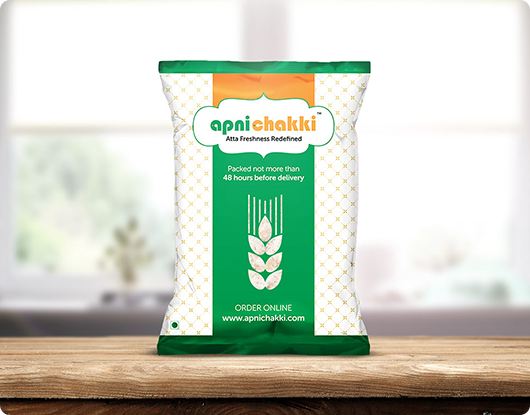 apnichakki™
Atta Freshness Redefined
Packed not more than
48 hours before delivery
ORDER ONLINE
www.apnichakki.com